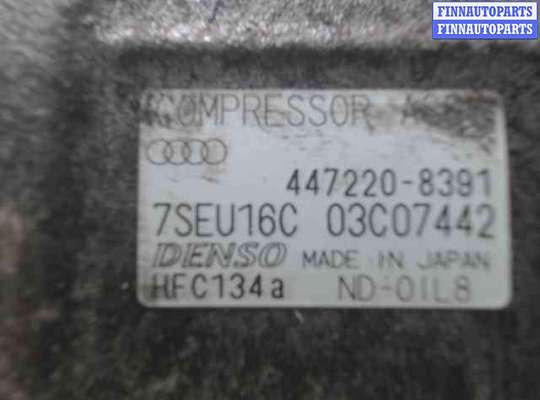 FINNAUTOPARTS
FINNAUTOPARTS
COMPRESSOR
447220-8391
7SEU16C 03C07442
DENSO MADE IN JAPAN
HFC134a ND-OIL8